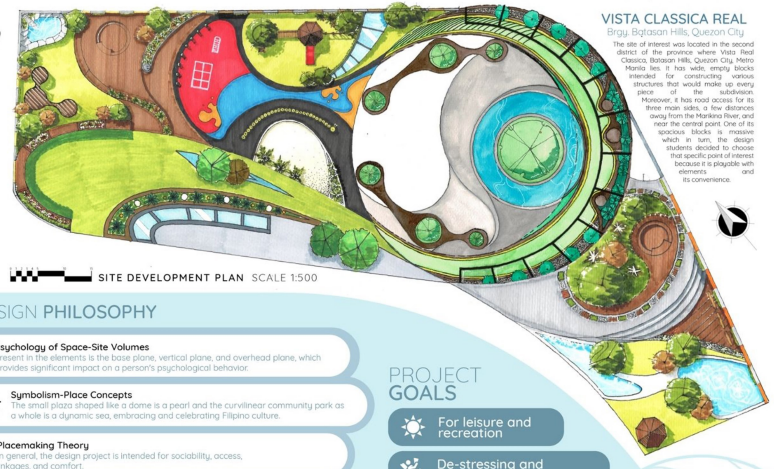 VISTA CLASSICA REAL
Brgy. Batasan Hills, Quezon City
The site of interest was located in the second
district of the province where Vista Real
Classica, Batasan Hills, Quezon City, Metro
Manila lies. It has wide, empty blocks
intended for constructing various
structures that would make up every
piece of the subdivision.
Moreover, it has road access for its
three main sides, a few distances
away from the Marikina River, and
near the central point. One of its
spacious blocks is massive
which in turn, the design
students decided to choose
that specific point of interest
because it is playable with
elements and
its convenience.
SITE DEVELOPMENT PLAN SCALE 1:500
SIGN PHILOSOPHY
sychology of Space-Site Volumes
resent in the elements is the base plane, vertical plane, and overhead plane, which
rovides significant impact on a person's psychological behavior.
Symbolism-Place Concepts
The small plaza shaped like a dome is a pearl and the curvilinear community park as
a whole is a dynamic sea, embracing and celebrating Filipino culture.
Placemaking Theory
n general, the design project is intended for sociability, access,
nkages, and comfort.
PROJECT
GOALS
For leisure and
recreation
De-stressing and